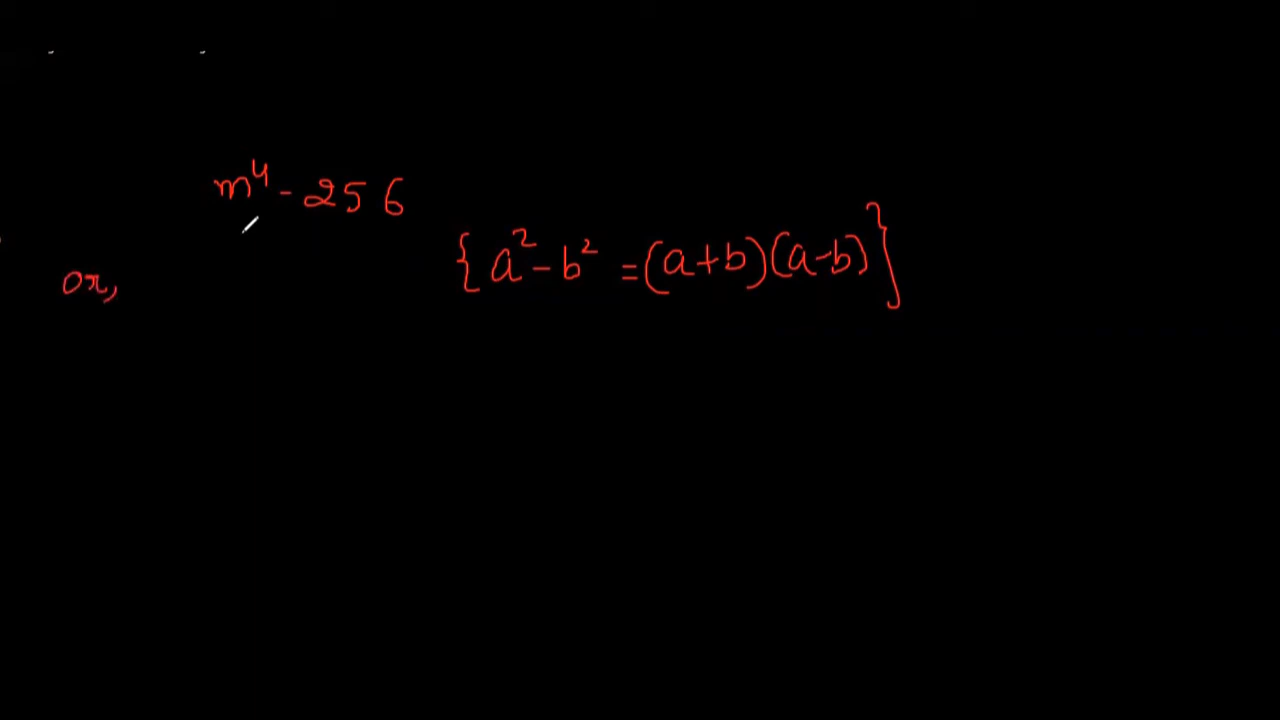 m⁴ - 256
{a² - b² = (a+b)(a-b)}
or,